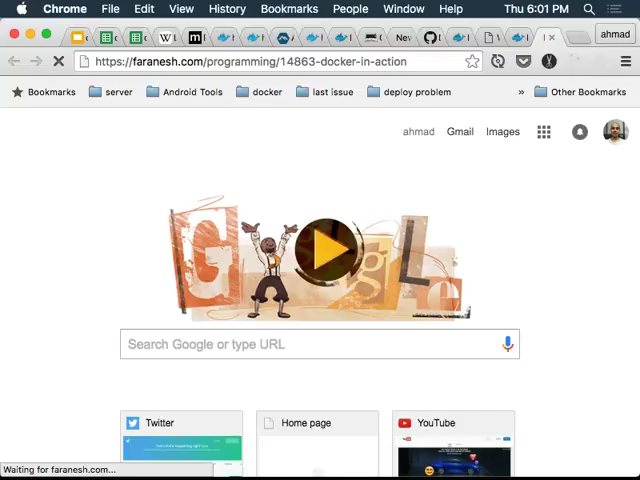 Chrome File Edit View History Bookmarks People Window Help Thu 6:01 PM
Nev
ahmad
https://faranesh.com/programming/14863-docker-in-action
Bookmarks server Android Tools docker last issue deploy problem » Other Bookmarks
ahmad Gmail Images
Google
Search Google or type URL
Twitter Home page YouTube
Waiting for faranesh.com...